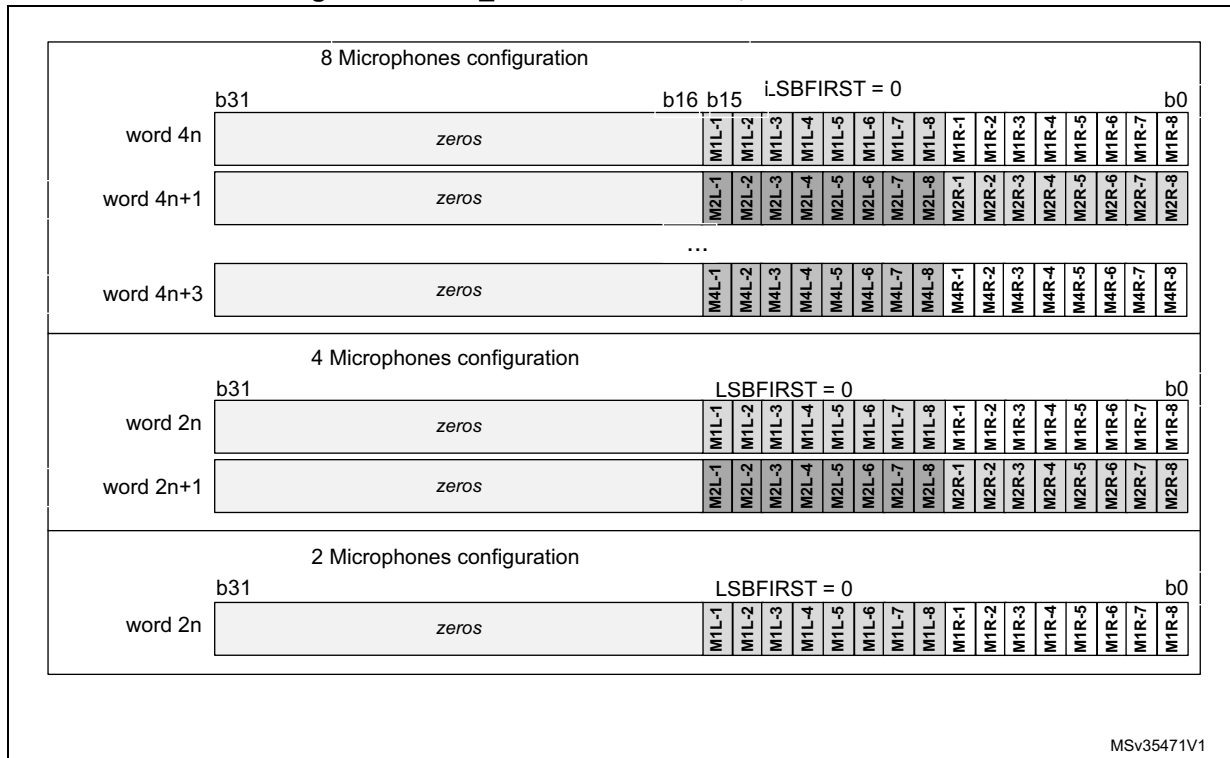 8 Microphones configuration
LSBFIRST = 0
b31 b16 b15 b0
word 4n zeros M1L-1 M1L-2 M1L-3 M1L-4 M1L-5 M1L-6 M1L-7 M1L-8 M1R-1 M1R-2 M1R-3 M1R-4 M1R-5 M1R-6 M1R-7 M1R-8
word 4n+1 zeros M2L-1 M2L-2 M2L-3 M2L-4 M2L-5 M2L-6 M2L-7 M2L-8 M2R-1 M2R-2 M2R-3 M2R-4 M2R-5 M2R-6 M2R-7 M2R-8
...
word 4n+3 zeros M4L-1 M4L-2 M4L-3 M4L-4 M4L-5 M4L-6 M4L-7 M4L-8 M4R-1 M4R-2 M4R-3 M4R-4 M4R-5 M4R-6 M4R-7 M4R-8
4 Microphones configuration
b31 LSBFIRST = 0 b0
word 2n zeros M1L-1 M1L-2 M1L-3 M1L-4 M1L-5 M1L-6 M1L-7 M1L-8 M1R-1 M1R-2 M1R-3 M1R-4 M1R-5 M1R-6 M1R-7 M1R-8
word 2n+1 zeros M2L-1 M2L-2 M2L-3 M2L-4 M2L-5 M2L-6 M2L-7 M2L-8 M2R-1 M2R-2 M2R-3 M2R-4 M2R-5 M2R-6 M2R-7 M2R-8
2 Microphones configuration
b31 LSBFIRST = 0 b0
word 2n zeros M1L-1 M1L-2 M1L-3 M1L-4 M1L-5 M1L-6 M1L-7 M1L-8 M1R-1 M1R-2 M1R-3 M1R-4 M1R-5 M1R-6 M1R-7 M1R-8
MSv35471V1